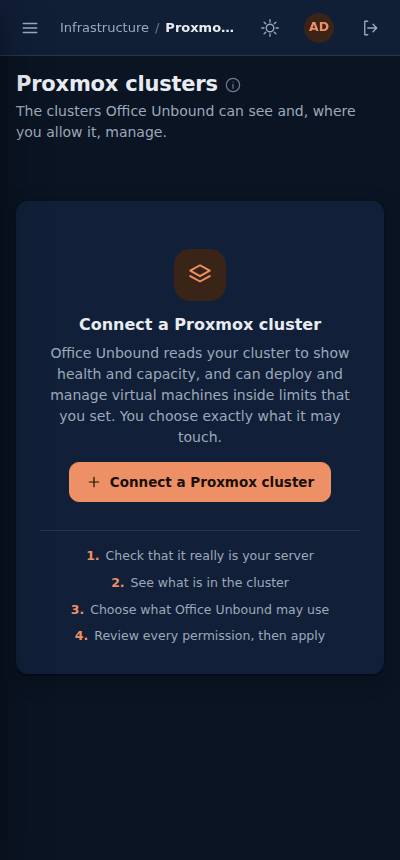 Infrastructure / Proxmo...
AD
Proxmox clusters
The clusters Office Unbound can see and, where
you allow it, manage.
Connect a Proxmox cluster
Office Unbound reads your cluster to show
health and capacity, and can deploy and
manage virtual machines inside limits that
you set. You choose exactly what it may
touch.
Connect a Proxmox cluster
1. Check that it really is your server
2. See what is in the cluster
3. Choose what Office Unbound may use
4. Review every permission, then apply